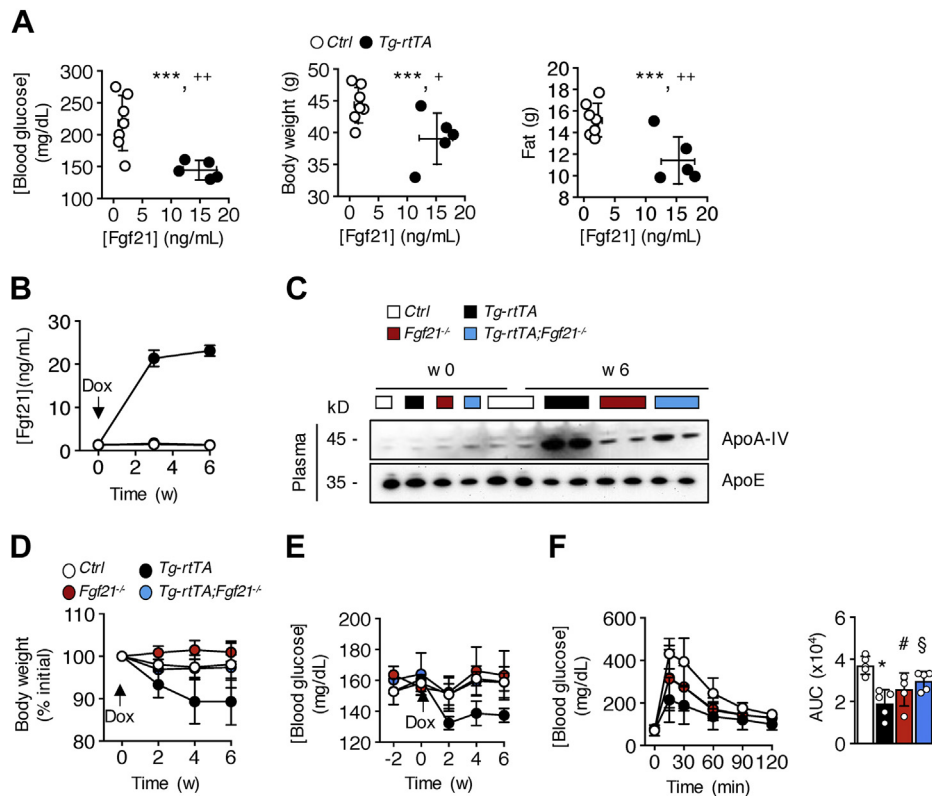 A
Ctrl Tg-rtTA
[Blood glucose]
(mg/dL)
300
250
200
150
100
***, ++
0 5 10 15 20
[Fgf21] (ng/mL)
Body weight (g)
50
45
40
35
30
***, +
0 5 10 15 20
[Fgf21] (ng/mL)
Fat (g)
20
18
16
14
12
10
8
***, ++
0 5 10 15 20
[Fgf21] (ng/mL)
B
[Fgf21](ng/mL)
30
20
10
0
Dox
0 2 4 6
Time (w)
C
Ctrl Tg-rtTA
Fgf21-/- Tg-rtTA;Fgf21-/-
w 0 w 6
kD
Plasma
45 - ApoA-IV
35 - ApoE
D
Ctrl Tg-rtTA
Fgf21-/- Tg-rtTA;Fgf21-/-
Body weight
(% initial)
110
100
90
80
Dox
0 2 4 6
Time (w)
E
[Blood glucose]
(mg/dL)
200
180
160
140
120
Dox
-2 0 2 4 6
Time (w)
F
[Blood glucose]
(mg/dL)
600
400
200
0
0 30 60 90 120
Time (min)
AUC (x10⁴)
6
4
2
0
* # §